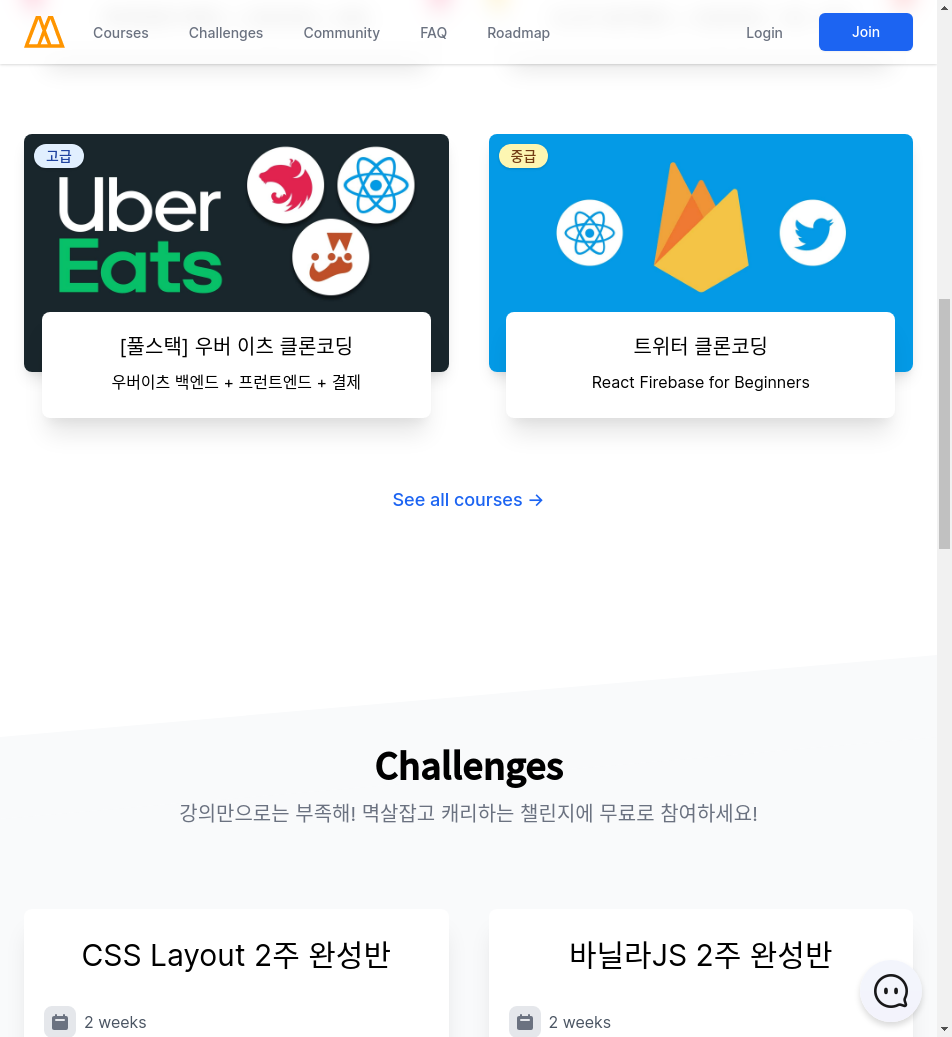 Courses
Challenges
Community
FAQ
Roadmap
Login
Join
고급
Uber
Eats
[풀스택] 우버 이츠 클론코딩
우버이츠 백엔드 + 프런트엔드 + 결제
중급
트위터 클론코딩
React Firebase for Beginners
See all courses →
Challenges
강의만으로는 부족해! 멱살잡고 캐리하는 챌린지에 무료로 참여하세요!
CSS Layout 2주 완성반
2 weeks
바닐라JS 2주 완성반
2 weeks